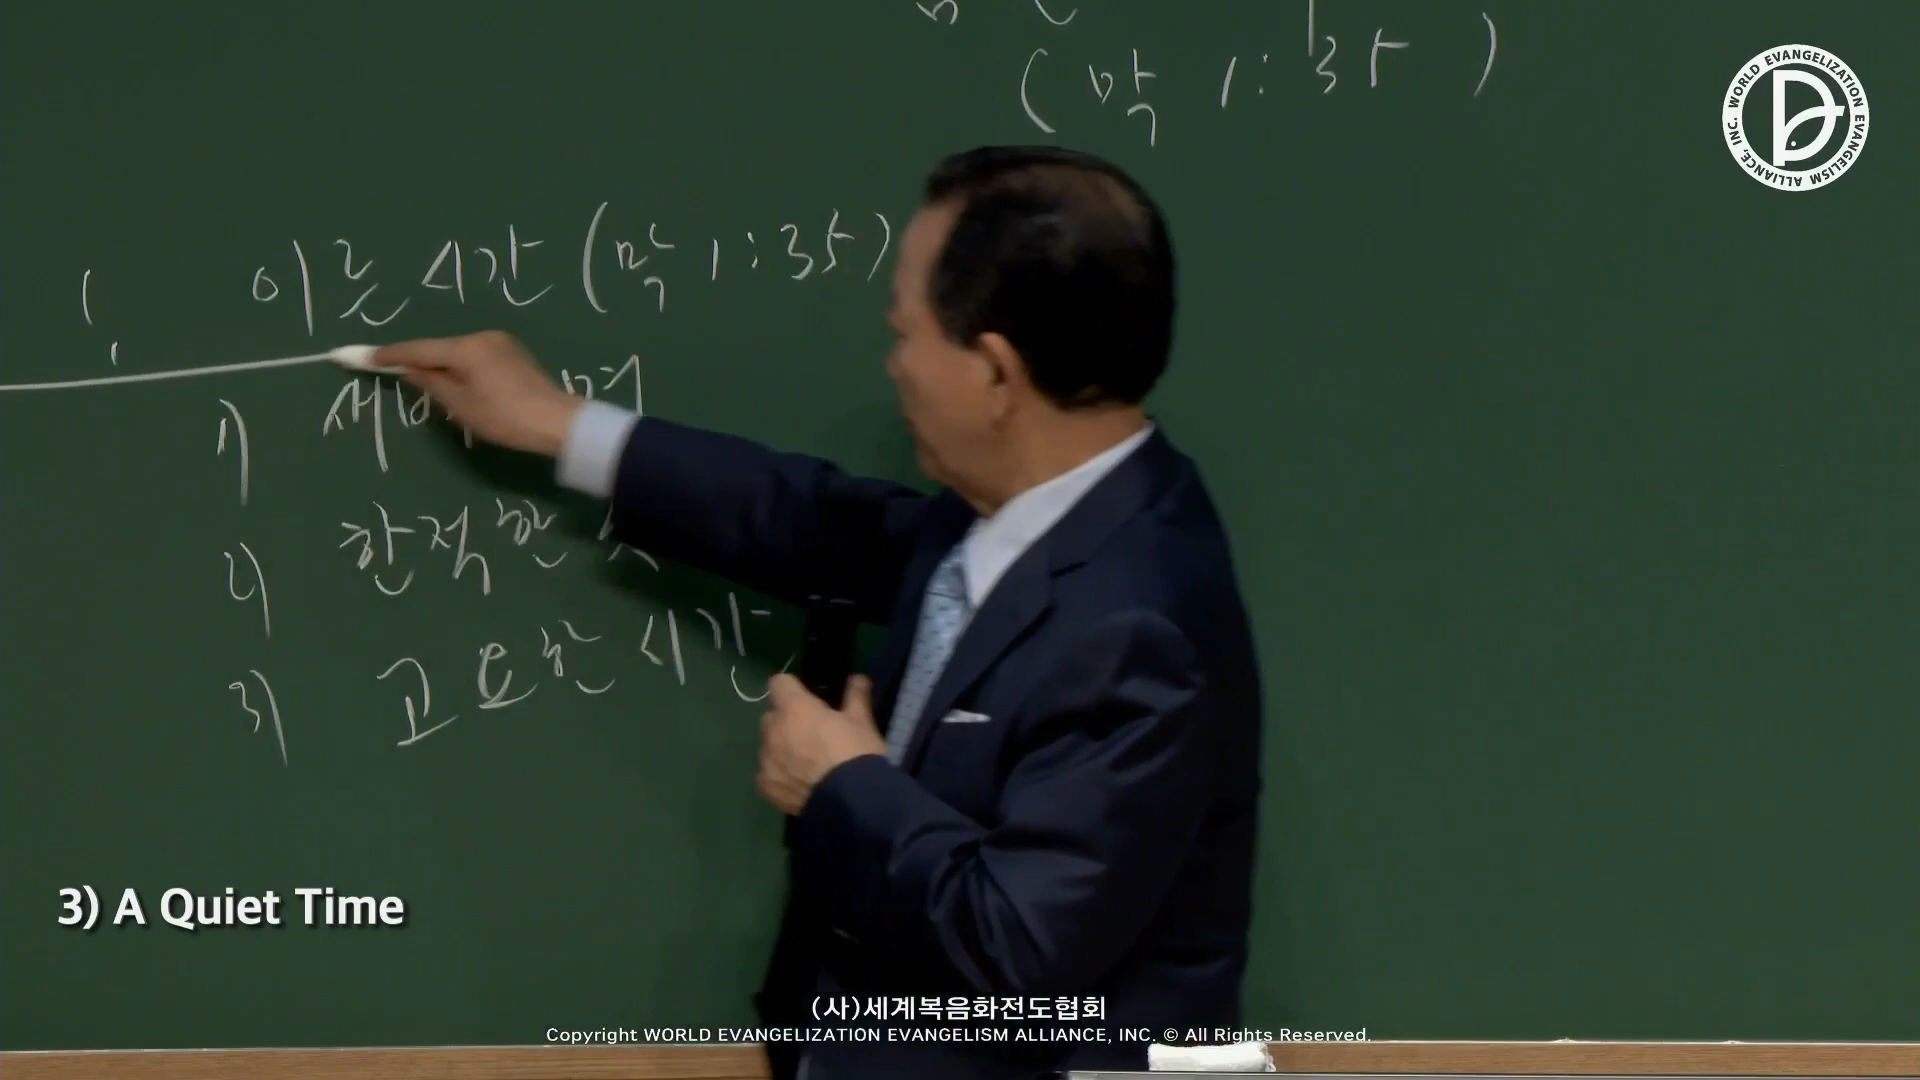 (막 1:35)
1. 이른 시간 (막 1:35)
1)
2) 한적한
3) 고요한 시간
3) A Quiet Time
(사)세계복음화전도협회
Copyright WORLD EVANGELIZATION EVANGELISM ALLIANCE, INC. © All Rights Reserved.
WORLD EVANGELIZATION EVANGELISM ALLIANCE, INC.